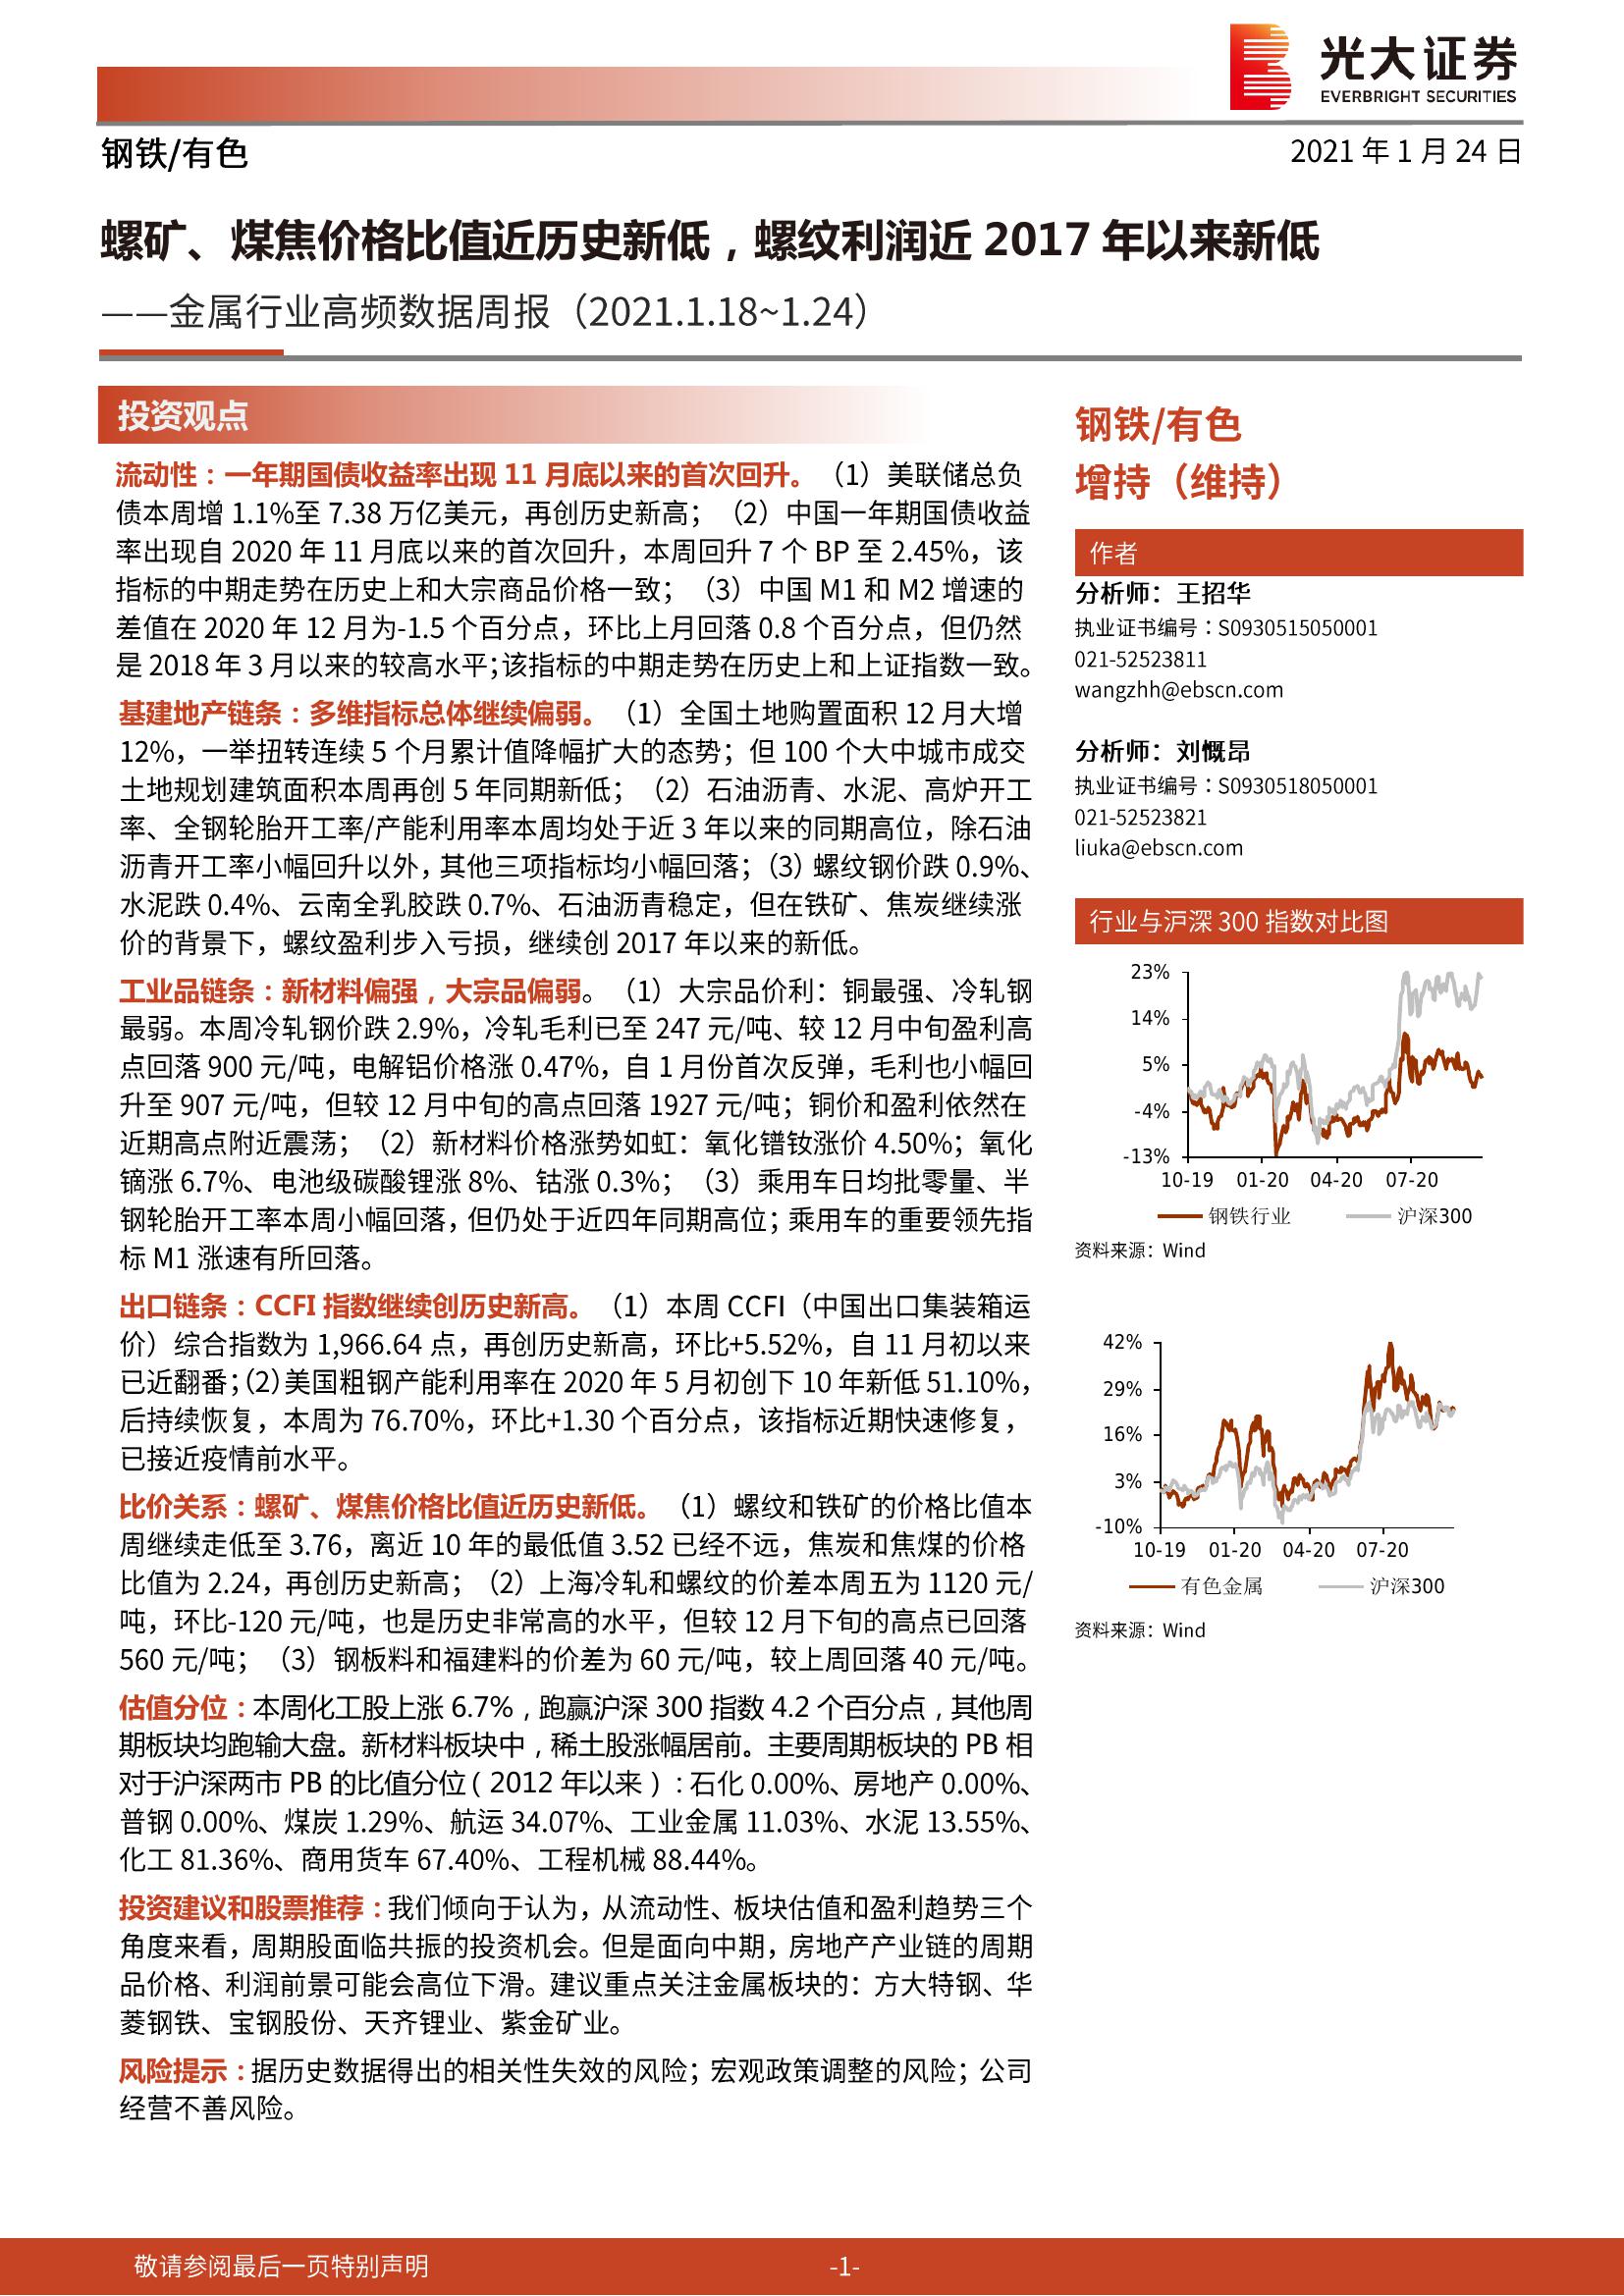 光大证券
EVERBRIGHT SECURITIES
钢铁/有色
2021 年 1 月 24 日
螺矿、煤焦价格比值近历史新低，螺纹利润近 2017 年以来新低
——金属行业高频数据周报（2021.1.18~1.24）
投资观点
流动性：一年期国债收益率出现 11 月底以来的首次回升。（1）美联储总负
债本周增 1.1%至 7.38 万亿美元，再创历史新高；（2）中国一年期国债收益
率出现自 2020 年 11 月底以来的首次回升，本周回升 7 个 BP 至 2.45%，该
指标的中期走势在历史上和大宗商品价格一致；（3）中国 M1 和 M2 增速的
差值在 2020 年 12 月为-1.5 个百分点，环比上月回落 0.8 个百分点，但仍然
是 2018 年 3 月以来的较高水平；该指标的中期走势在历史上和上证指数一致。
基建地产链条：多维指标总体继续偏弱。（1）全国土地购置面积 12 月大增
12%，一举扭转连续 5 个月累计值降幅扩大的态势；但 100 个大中城市成交
土地规划建筑面积本周再创 5 年同期新低；（2）石油沥青、水泥、高炉开工
率、全钢轮胎开工率/产能利用率本周均处于近 3 年以来的同期高位，除石油
沥青开工率小幅回升以外，其他三项指标均小幅回落；（3）螺纹钢价跌 0.9%、
水泥跌 0.4%、云南全乳胶跌 0.7%、石油沥青稳定，但在铁矿、焦炭继续涨
价的背景下，螺纹盈利步入亏损，继续创 2017 年以来的新低。
工业品链条：新材料偏强，大宗品偏弱。（1）大宗品价利：铜最强、冷轧钢
最弱。本周冷轧钢价跌 2.9%，冷轧毛利已至 247 元/吨、较 12 月中旬盈利高
点回落 900 元/吨，电解铝价格涨 0.47%，自 1 月份首次反弹，毛利也小幅回
升至 907 元/吨，但较 12 月中旬的高点回落 1927 元/吨；铜价和盈利依然在
近期高点附近震荡；（2）新材料价格涨势如虹：氧化镨钕涨价 4.50%；氧化
镝涨 6.7%、电池级碳酸锂涨 8%、钴涨 0.3%；（3）乘用车日均批零量、半
钢轮胎开工率本周小幅回落，但仍处于近四年同期高位；乘用车的重要领先指
标 M1 涨速有所回落。
出口链条：CCFI 指数继续创历史新高。（1）本周 CCFI（中国出口集装箱运
价）综合指数为 1,966.64 点，再创历史新高，环比+5.52%，自 11 月初以来
已近翻番；（2）美国粗钢产能利用率在 2020 年 5 月初创下 10 年新低 51.10%，
后持续恢复，本周为 76.70%，环比+1.30 个百分点，该指标近期快速修复，
已接近疫情前水平。
比价关系：螺矿、煤焦价格比值近历史新低。（1）螺纹和铁矿的价格比值本
周继续走低至 3.76，离近 10 年的最低值 3.52 已经不远，焦炭和焦煤的价格
比值为 2.24，再创历史新高；（2）上海冷轧和螺纹的价差本周五为 1120 元/
吨，环比-120 元/吨，也是历史非常高的水平，但较 12 月下旬的高点已回落
560 元/吨；（3）钢板料和福建料的价差为 60 元/吨，较上周回落 40 元/吨。
估值分位：本周化工股上涨 6.7%，跑赢沪深 300 指数 4.2 个百分点，其他周
期板块均跑输大盘。新材料板块中，稀土股涨幅居前。主要周期板块的 PB 相
对于沪深两市 PB 的比值分位（2012 年以来）：石化 0.00%、房地产 0.00%、
普钢 0.00%、煤炭 1.29%、航运 34.07%、工业金属 11.03%、水泥 13.55%、
化工 81.36%、商用货车 67.40%、工程机械 88.44%。
投资建议和股票推荐：我们倾向于认为，从流动性、板块估值和盈利趋势三个
角度来看，周期股面临共振的投资机会。但是面向中期，房地产产业链的周期
品价格、利润前景可能会高位下滑。建议重点关注金属板块的：方大特钢、华
菱钢铁、宝钢股份、天齐锂业、紫金矿业。
风险提示：据历史数据得出的相关性失效的风险；宏观政策调整的风险；公司
经营不善风险。
钢铁/有色
增持（维持）
作者
分析师：王招华
执业证书编号：S0930515050001
021-52523811
wangzhh@ebscn.com
分析师：刘慨昂
执业证书编号：S0930518050001
021-52523821
liuka@ebscn.com
行业与沪深 300 指数对比图
23%
14%
5%
-4%
-13%
10-19 01-20 04-20 07-20
钢铁行业 沪深300
资料来源：Wind
42%
29%
16%
3%
-10%
10-19 01-20 04-20 07-20
有色金属 沪深300
资料来源：Wind
敬请参阅最后一页特别声明
-1-